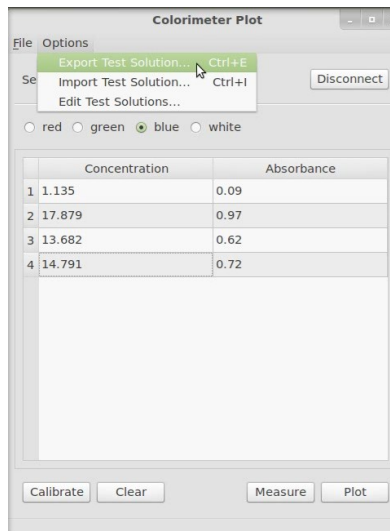 Colorimeter Plot
File Options
Export Test Solution... Ctrl+E
Se
Import Test Solution... Ctrl+I
Disconnect
Edit Test Solutions...
red green blue white
Concentration Absorbance
1 1.135 0.09
2 17.879 0.97
3 13.682 0.62
4 14.791 0.72
Calibrate Clear Measure Plot